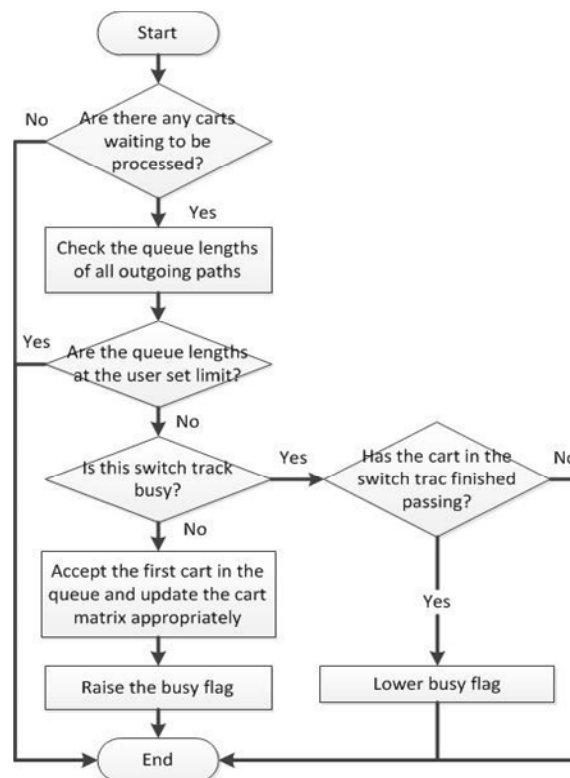 Start
Are there any carts
waiting to be
processed?
No
Yes
Check the queue lengths
of all outgoing paths
Yes
Are the queue lengths
at the user set limit?
No
Is this switch track
busy?
Yes
Has the cart in the
switch trac finished
passing?
No
No
Accept the first cart in the
queue and update the cart
matrix appropriately
Yes
Raise the busy flag
Lower busy flag
End